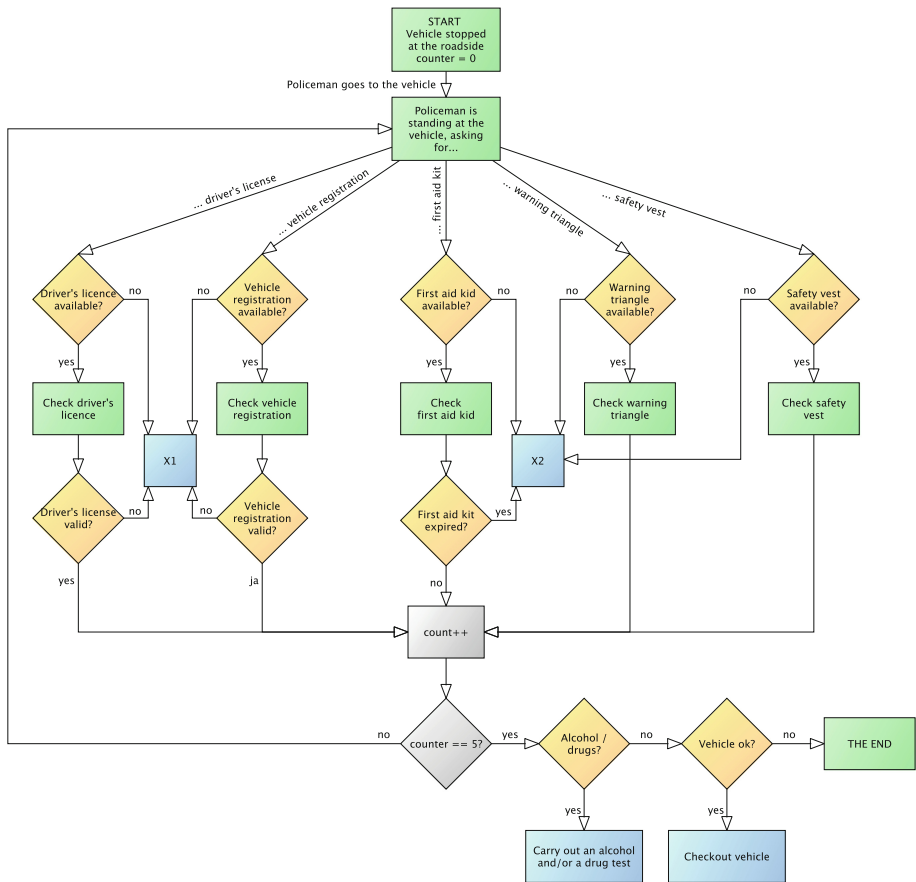 START
Vehicle stopped
at the roadside
counter = 0
Policeman goes to the vehicle
Policeman is
standing at the
vehicle, asking
for...
... driver's license
... vehicle registration
... first aid kit
... warning triangle
... safety vest
Driver's licence
available?
no
yes
Vehicle
registration
available?
no
yes
First aid kid
available?
no
yes
Warning
triangle
available?
no
yes
Safety vest
available?
no
yes
Check driver's
licence
Check vehicle
registration
Check
first aid kid
Check warning
triangle
Check safety
vest
X1
X2
Driver's license
valid?
no
yes
Vehicle
registration
valid?
no
ja
First aid kit
expired?
yes
no
count++
counter == 5?
no
yes
Alcohol /
drugs?
no
yes
Vehicle ok?
no
yes
THE END
Carry out an alcohol
and/or a drug test
Checkout vehicle